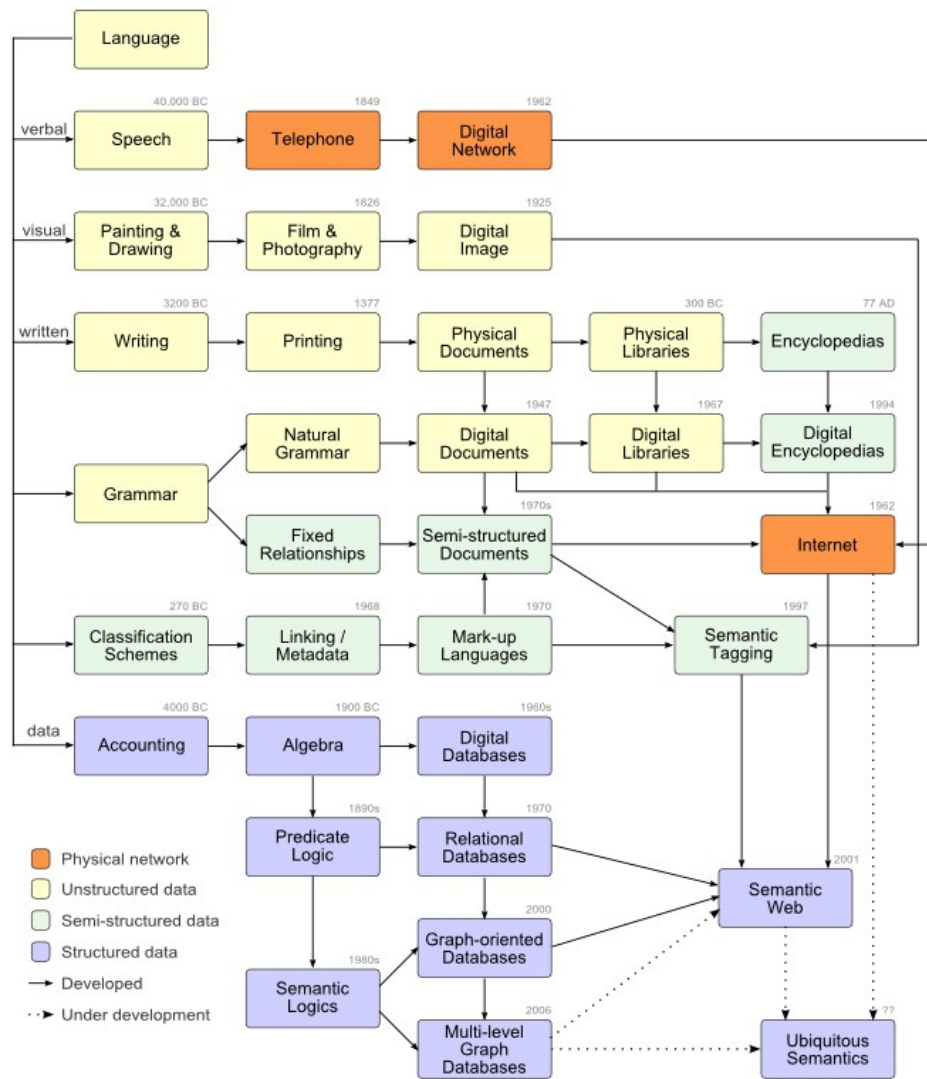 Language
40,000 BC
1849
1962
verbal
Speech
Telephone
Digital
Network
32,000 BC
1826
1925
visual
Painting &
Drawing
Film &
Photography
Digital
Image
3200 BC
1377
300 BC
77 AD
written
Writing
Printing
Physical
Documents
Physical
Libraries
Encyclopedias
1947
1967
1994
Natural
Grammar
Digital
Documents
Digital
Libraries
Digital
Encyclopedias
Grammar
1970s
1962
Fixed
Relationships
Semi-structured
Documents
Internet
270 BC
1968
1970
1997
Classification
Schemes
Linking /
Metadata
Mark-up
Languages
Semantic
Tagging
4000 BC
1900 BC
1960s
data
Accounting
Algebra
Digital
Databases
1890s
1970
Predicate
Logic
Relational
Databases
2001
Semantic
Web
2000
Graph-oriented
Databases
1980s
Semantic
Logics
2006
Multi-level
Graph
Databases
??
Ubiquitous
Semantics
Physical network
Unstructured data
Semi-structured data
Structured data
Developed
Under development